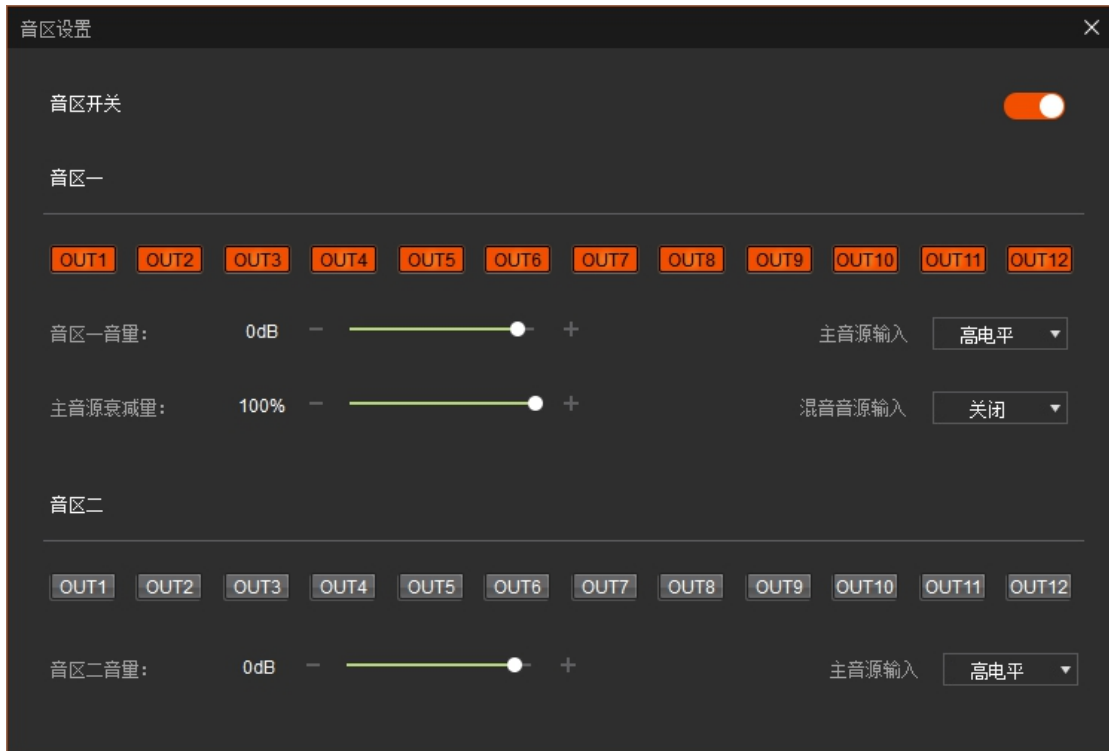 音区设置
音区开关
音区一
OUT1 OUT2 OUT3 OUT4 OUT5 OUT6 OUT7 OUT8 OUT9 OUT10 OUT11 OUT12
音区一音量: 0dB − + 主音源输入 高电平
主音源衰减量: 100% − + 混音音源输入 关闭
音区二
OUT1 OUT2 OUT3 OUT4 OUT5 OUT6 OUT7 OUT8 OUT9 OUT10 OUT11 OUT12
音区二音量: 0dB − + 主音源输入 高电平